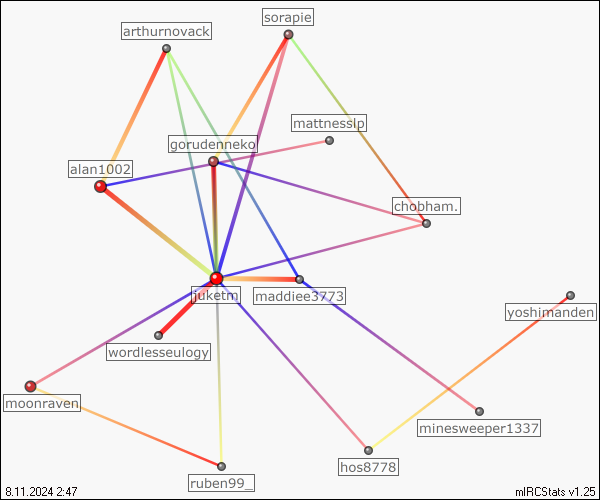 sorapie
arthurnovack
mattnesslp
gorudenneko
alan1002
chobham.
juketm
maddiee3773
yoshimanden
wordlesseulogy
moonraven
minesweeper1337
hos8778
ruben99_
8.11.2024 2:47
mIRCStats v1.25